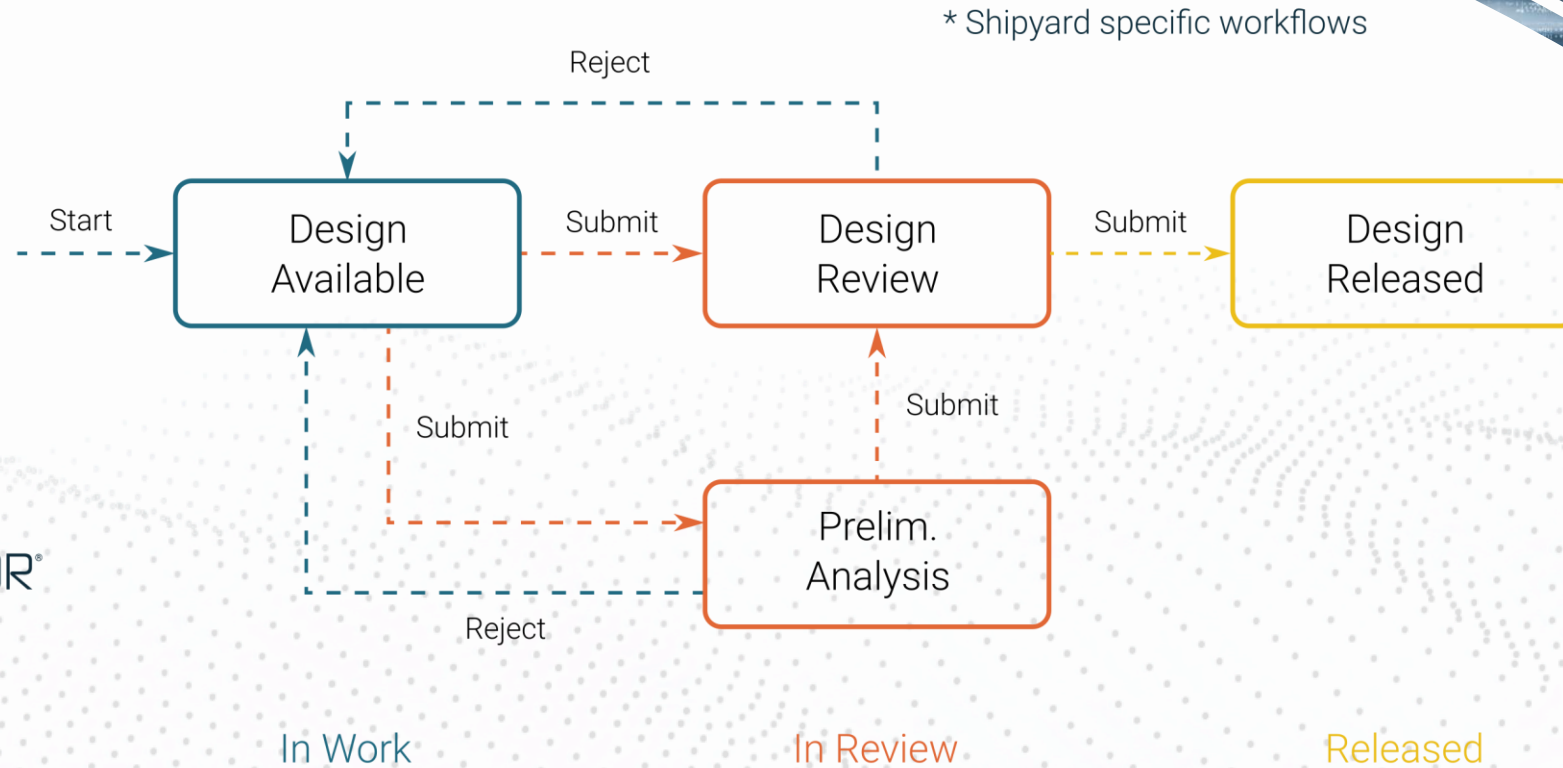 * Shipyard specific workflows
Reject
Start
Design
Available
Submit
Design
Review
Submit
Design
Released
Submit
Submit
Prelim.
Analysis
Reject
In Work
In Review
Released